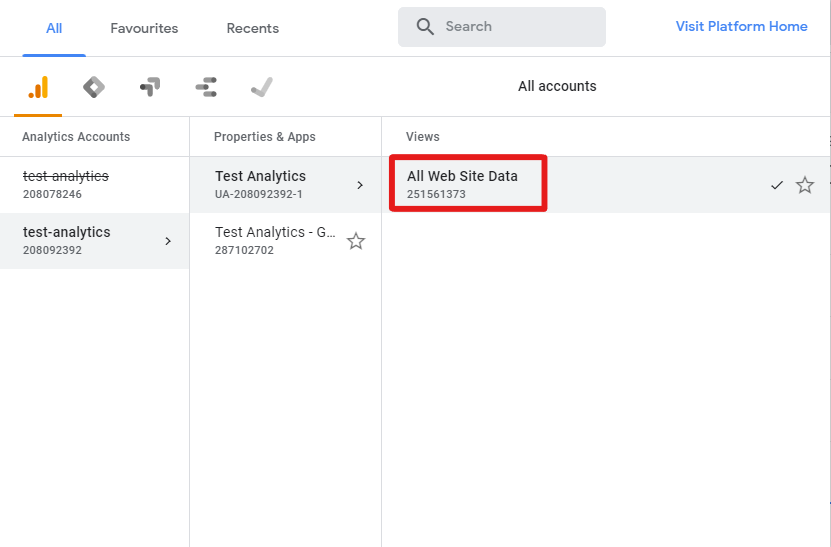 All Favourites Recents Search Visit Platform Home
All accounts
Analytics Accounts Properties & Apps Views
test-analytics
208078246
test-analytics
208092392
Test Analytics
UA-208092392-1
Test Analytics - G...
287102702
All Web Site Data
251561373